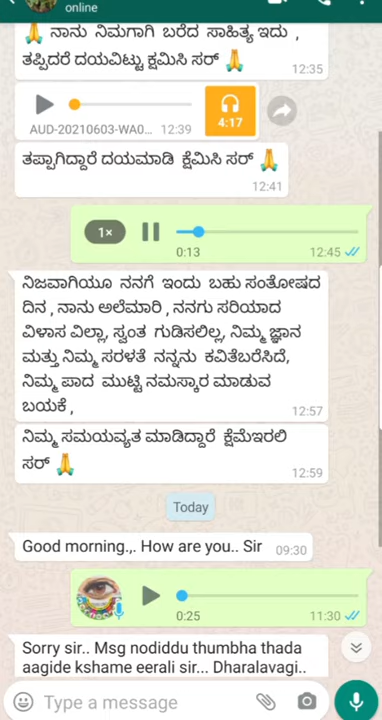 online
🙏 ನಾನು ನಿಮಗಾಗಿ ಬರೆದ ಸಾಹಿತ್ಯ ಇದು ,
ತಪ್ಪಿದರೆ ದಯವಿಟ್ಟು ಕ್ಷಮಿಸಿ ಸರ್ 🙏
12:35
4:17
AUD-20210603-WA0... 12:39
ತಪ್ಪಾಗಿದ್ದಾರೆ ದಯಮಾಡಿ ಕ್ಷೆಮಿಸಿ ಸರ್ 🙏
12:41
1×
0:13 12:45
ನಿಜವಾಗಿಯೂ ನನಗೆ ಇಂದು ಬಹು ಸಂತೋಷದ
ದಿನ , ನಾನು ಅಲೆಮಾರಿ , ನನಗು ಸರಿಯಾದ
ವಿಳಾಸ ವಿಲ್ಲಾ, ಸ್ವಂತ ಗುಡಿಸಲಿಲ್ಲ, ನಿಮ್ಮ ಜ್ಞಾನ
ಮತ್ತು ನಿಮ್ಮ ಸರಳತೆ ನನ್ನನು ಕವಿತೆಬರೆಸಿದೆ,
ನಿಮ್ಮ ಪಾದ ಮುಟ್ಟಿ ನಮಸ್ಕಾರ ಮಾಡುವ
ಬಯಕೆ ,
12:57
ನಿಮ್ಮ ಸಮಯವ್ಯತ ಮಾಡಿದ್ದಾರೆ ಕ್ಷೆಮೆಇರಲಿ
ಸರ್ 🙏
12:59
Today
Good morning.,. How are you.. Sir 09:30
0:25 11:30
Sorry sir.. Msg nodiddu thumbha thada
aagide kshame eerali sir... Dharalavagi..
Type a message